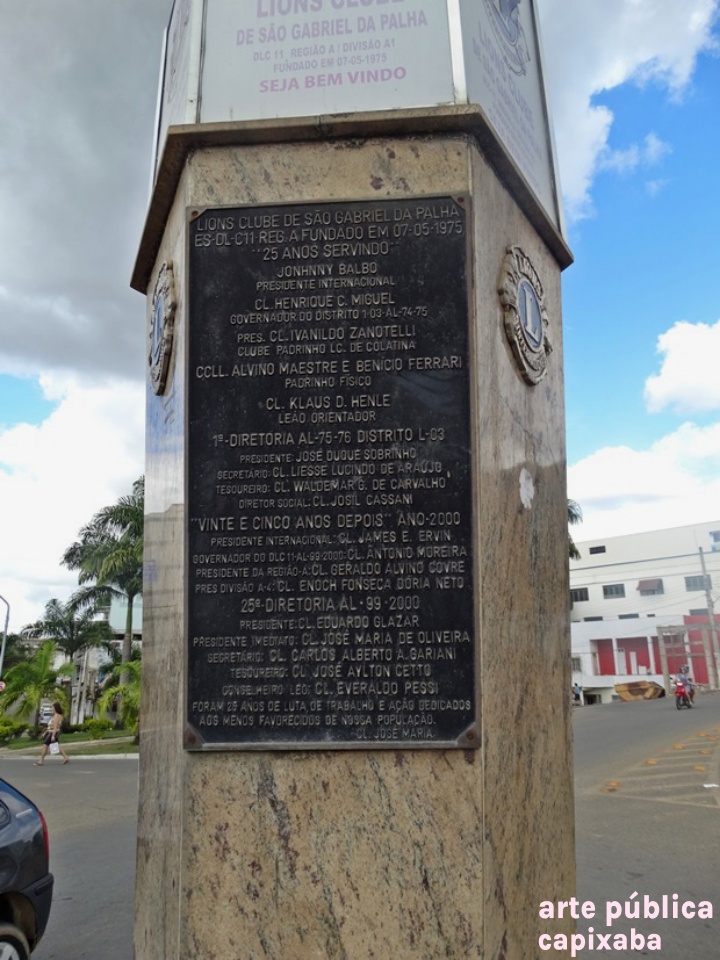 LIONS CLUBE
DE SÃO GABRIEL DA PALHA
DLC 11, REGIÃO A / DIVISÃO A1
FUNDADO EM 07-05-1975
SEJA BEM VINDO
LIONS CLUBE DE SÃO GABRIEL DA PALHA
ES-DL-C11-REG. A FUNDADO EM 07-05-1975
"25 ANOS SERVINDO"
JONHNNY BALBO
PRESIDENTE INTERNACIONAL
CL. HENRIQUE C. MIGUEL
GOVERNADOR DO DISTRITO 1-03-AL-74-75
PRES. CL. IVANILDO ZANOTELLI
CLUBE PADRINHO LC. DE COLATINA
CCLL. ALVINO MAESTRE E BENÍCIO FERRARI
PADRINHO FÍSICO
CL. KLAUS D. HENLE
LEÃO ORIENTADOR
1ª-DIRETORIA AL-75-76 DISTRITO L-03
PRESIDENTE: JOSÉ DUQUE SOBRINHO
SECRETÁRIO: CL. LIESSE LUCINDO DE ARAUJO
TESOUREIRO: CL. WALDEMAR G. DE CARVALHO
DIRETOR SOCIAL: CL. JOSIL CASSANI
"VINTE E CINCO ANOS DEPOIS" ANO-2000
PRESIDENTE INTERNACIONAL: CL. JAMES E. ERVIN
GOVERNADOR DO DLC 11-AL-99-2000: CL. ANTONIO MOREIRA
PRESIDENTE DA REGIÃO-A: CL. GERALDO ALVINO COVRE
PRES DIVISÃO A-4: CL. ENOCH FONSECA DÓRIA NETO
25ª-DIRETORIA AL-99-2000
PRESIDENTE: CL. EDUARDO GLAZAR
PRESIDENTE IMEDIATO: CL. JOSÉ MARIA DE OLIVEIRA
SECRETÁRIO: CL. CARLOS ALBERTO A. GARIANI
TESOUREIRO: CL. JOSÉ AYLTON CETTO
CONSELHEIRO LEO: CL. EVERALDO PESSI
FORAM 25 ANOS DE LUTA DE TRABALHO E AÇÃO DEDICADOS
AOS MENOS FAVORECIDOS DE NOSSA POPULAÇÃO.
CL. JOSÉ MARIA.
LIONS
L
arte pública
capixaba